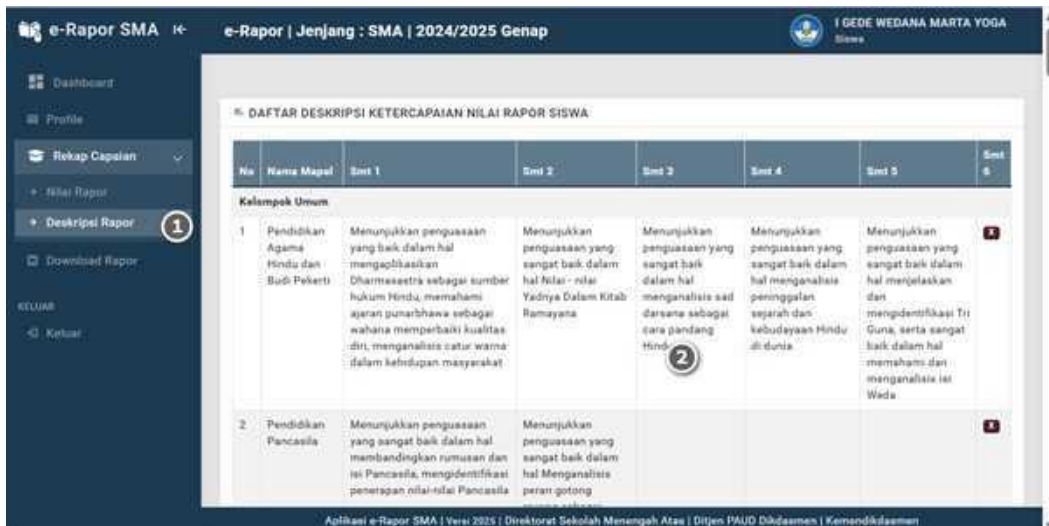 e-Rapor SMA
e-Rapor | Jenjang : SMA | 2024/2025 Genap
I GEDE WEDANA MARTA YOGA
Siswa
Dashboard
Profile
Rekap Capaian
Nilai Rapor
Deskripsi Rapor
1
Download Rapor
KELUAR
Keluar
DAFTAR DESKRIPSI KETERCAPAIAN NILAI RAPOR SISWA
No
Nama Mapel
Smt 1
Smt 2
Smt 3
Smt 4
Smt 5
Smt
6
Kelompok Umum
1
Pendidikan
Agama
Hindu dan
Budi Pekerti
Menunjukkan penguasaan
yang baik dalam hal
mengaplikasikan
Dharmasastra sebagai sumber
hukum Hindu, memahami
ajaran punarbhawa sebagai
wahana memperbaiki kualitas
diri, menganalisis catur warna
dalam kehidupan masyarakat
Menunjukkan
penguasaan yang
sangat baik dalam
hal Nilai - nilai
Yadnya Dalam Kitab
Ramayana
Menunjukkan
penguasaan yang
sangat baik
dalam hal
menganalisis sad
darsana sebagai
cara pandang
Hind
2
Menunjukkan
penguasaan yang
sangat baik dalam
hal menganalisis
peninggalan
sejarah dan
kebudayaan Hindu
di dunia
Menunjukkan
penguasaan yang
sangat baik dalam
hal menjelaskan
dan
mengidentifikasi Tri
Guna, serta sangat
baik dalam hal
memahami dan
menganalisis isi
Weda
X
2
Pendidikan
Pancasila
Menunjukkan penguasaan
yang sangat baik dalam hal
membandingkan rumusan dan
isi Pancasila, mengidentifikasi
penerapan nilai-nilai Pancasila
Menunjukkan
penguasaan yang
sangat baik dalam
hal Menganalisis
peran gotong
X
Aplikasi e-Rapor SMA | Versi 2025 | Direktorat Sekolah Menengah Atas | Ditjen PAUD Dikdasmen | Kemendikdasmen